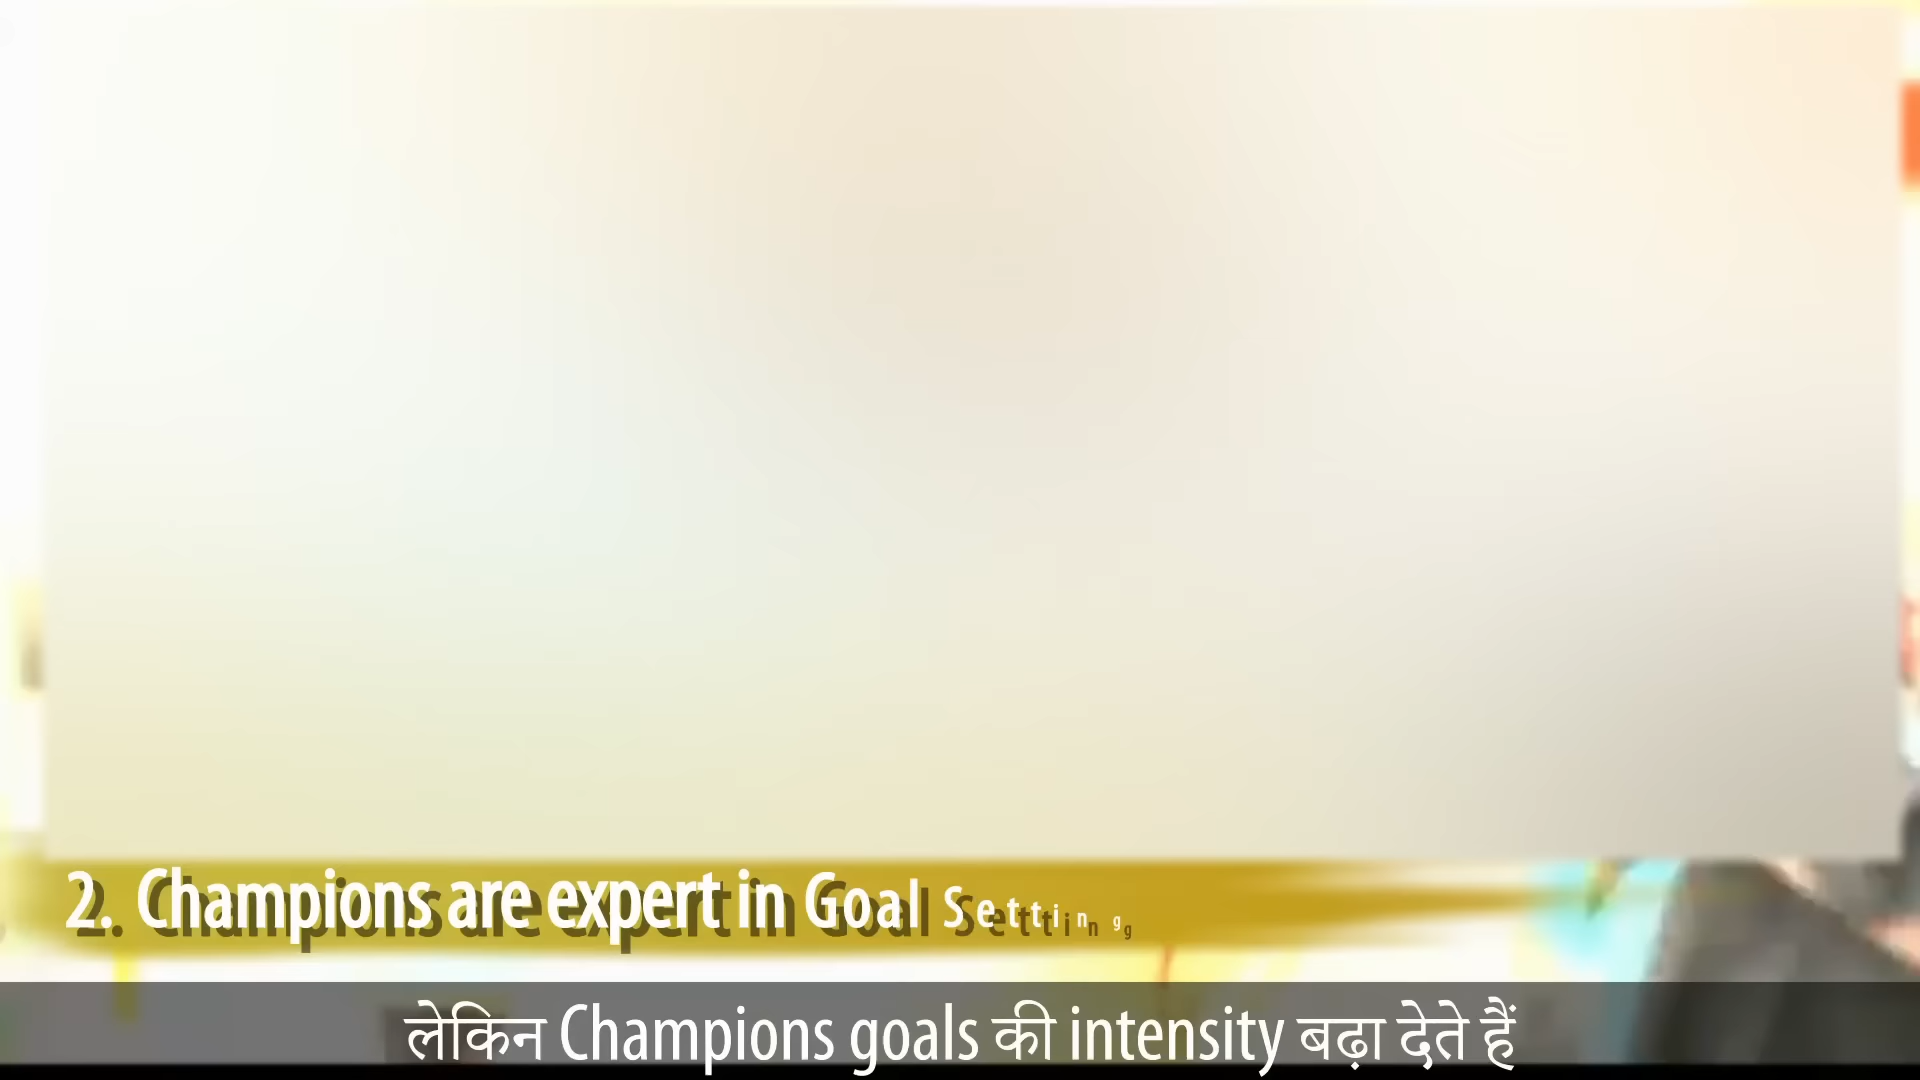 2. Champions are expert in Goal Setting
लेकिन Champions goals की intensity बढ़ा देते हैं